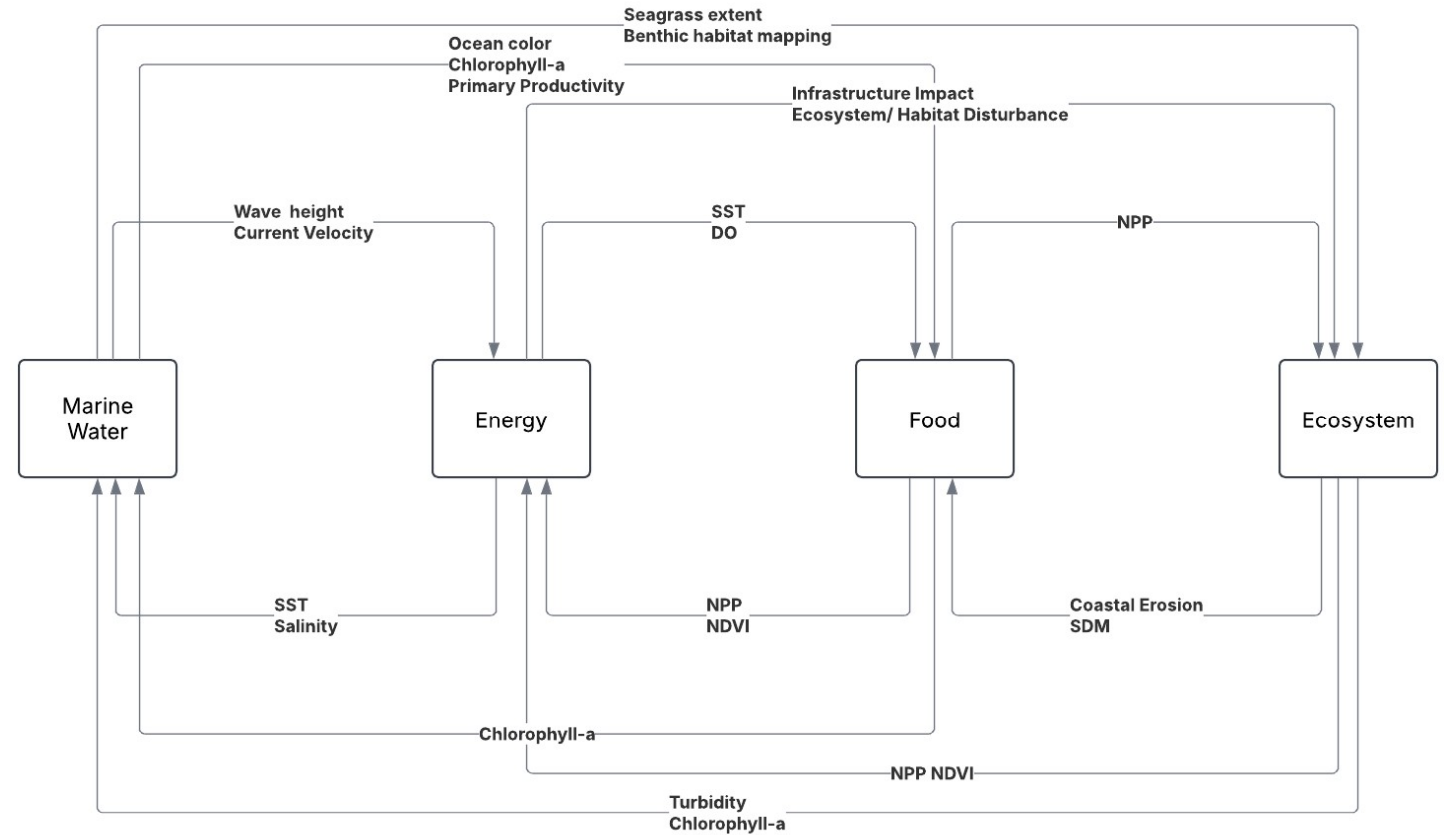 Seagrass extent
Benthic habitat mapping
Ocean color
Chlorophyll-a
Primary Productivity
Infrastructure Impact
Ecosystem/ Habitat Disturbance
Wave  height
Current Velocity
SST
DO
NPP
Marine
Water
Energy
Food
Ecosystem
SST
Salinity
NPP
NDVI
Coastal Erosion
SDM
Chlorophyll-a
NPP NDVI
Turbidity
Chlorophyll-a